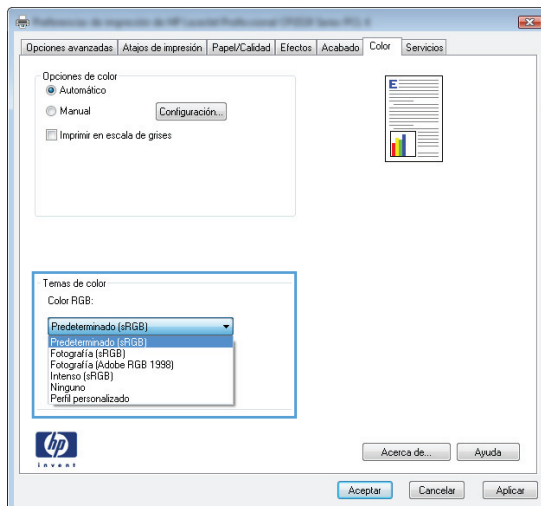 Opciones avanzadas Atajos de impresión Papel/Calidad Efectos Acabado Color Servicios
Opciones de color
Automático
Manual
Configuración...
Imprimir en escala de grises
E
Temas de color
Color RGB:
Predeterminado (sRGB)
Predeterminado (sRGB)
Fotografía (sRGB)
Fotografía (Adobe RGB 1998)
Intenso (sRGB)
Ninguno
Perfil personalizado
hp
invent
Acerca de... Ayuda
Aceptar Cancelar Aplicar